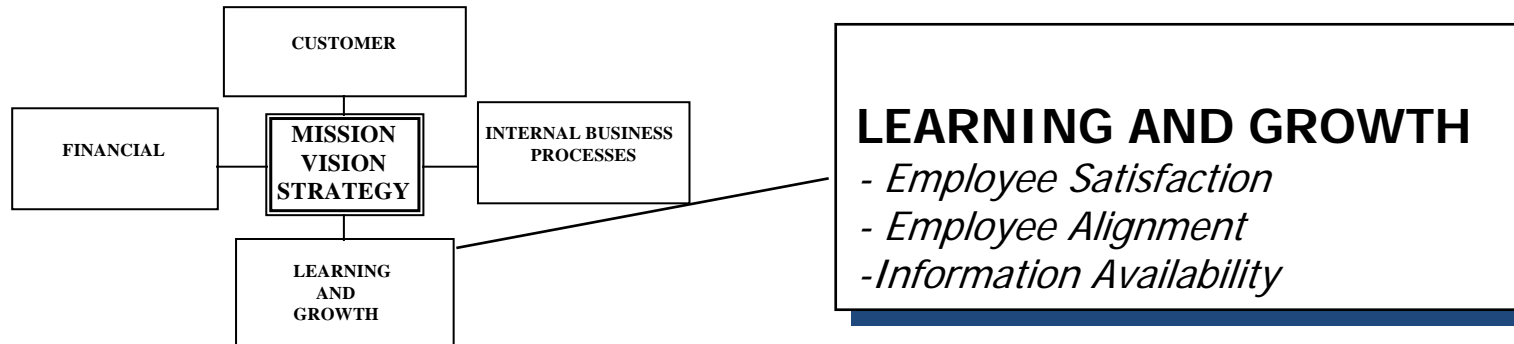 CUSTOMER
FINANCIAL
MISSION
VISION
STRATEGY
INTERNAL BUSINESS
PROCESSES
LEARNING
AND
GROWTH
LEARNING AND GROWTH
- Employee Satisfaction
- Employee Alignment
-Information Availability